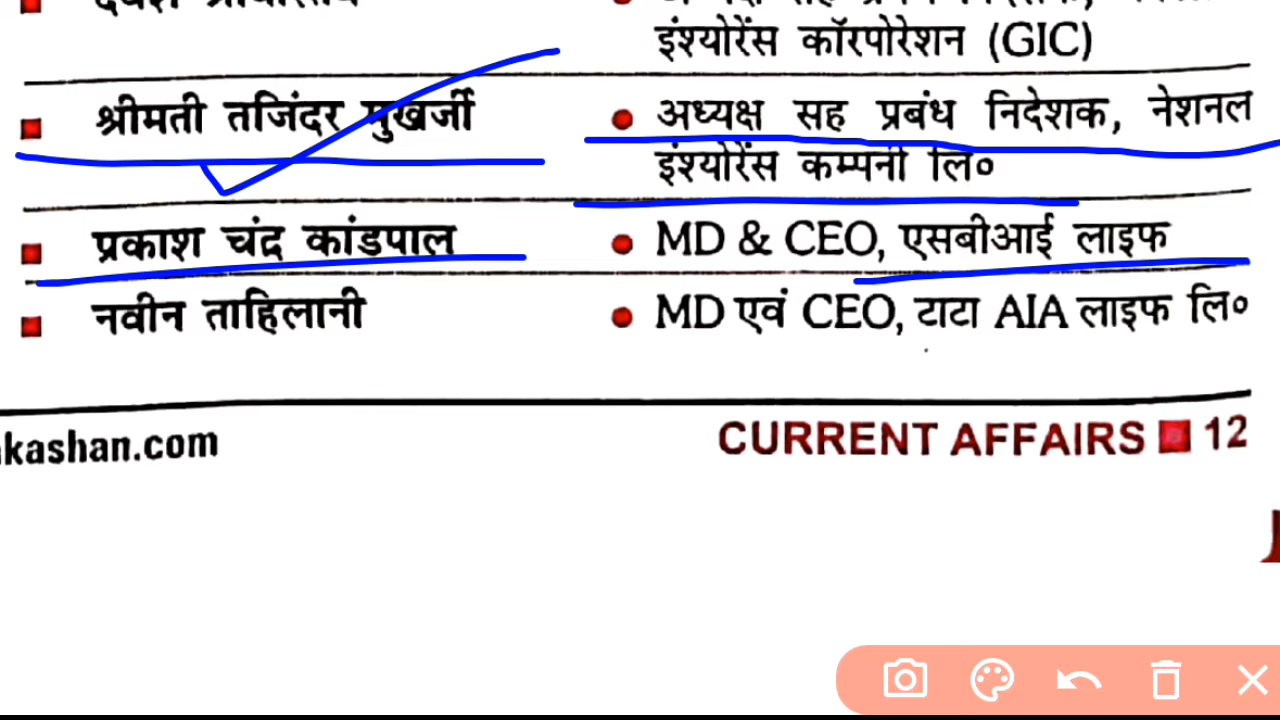 इंश्योरेंस कॉरपोरेशन (GIC)
श्रीमती तजिंदर मुखर्जी
अध्यक्ष सह प्रबंध निदेशक, नेशनल
इंश्योरेंस कम्पनी लि०
प्रकाश चंद्र कांडपाल
MD & CEO, एसबीआई लाइफ
नवीन ताहिलानी
MD एवं CEO, टाटा AIA लाइफ लि०
kashan.com
CURRENT AFFAIRS 12